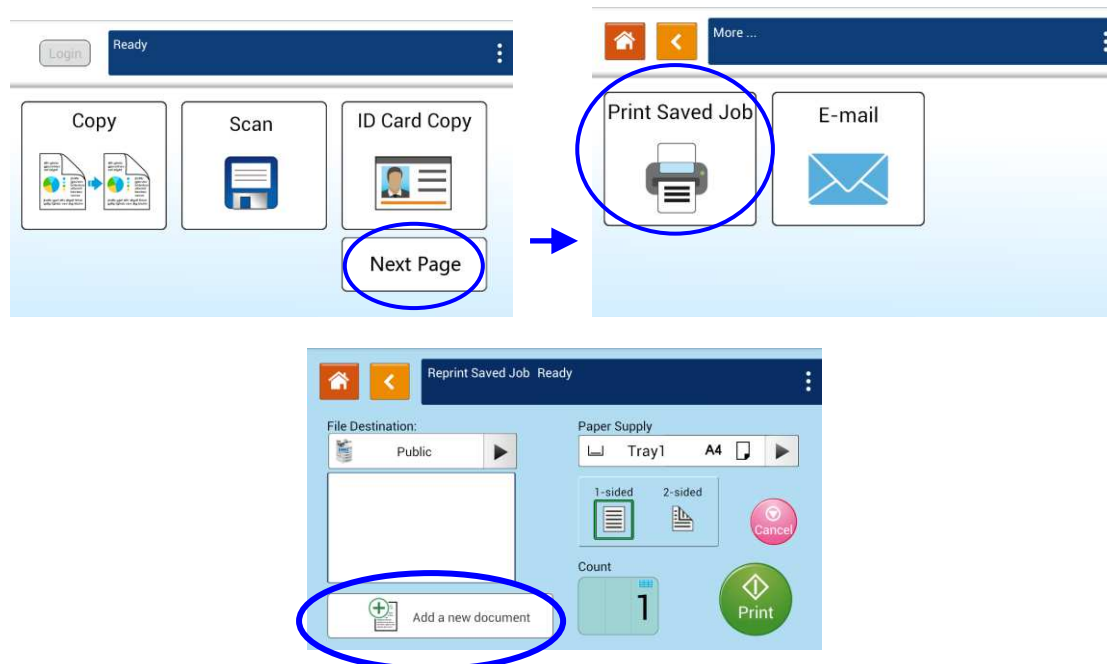 Login
Ready
Copy
Scan
ID Card Copy
Next Page
More ...
Print Saved Job
E-mail
Reprint Saved Job Ready
File Destination:
Public
Add a new document
Paper Supply
Tray1 A4
1-sided 2-sided
Cancel
Count
1
Print